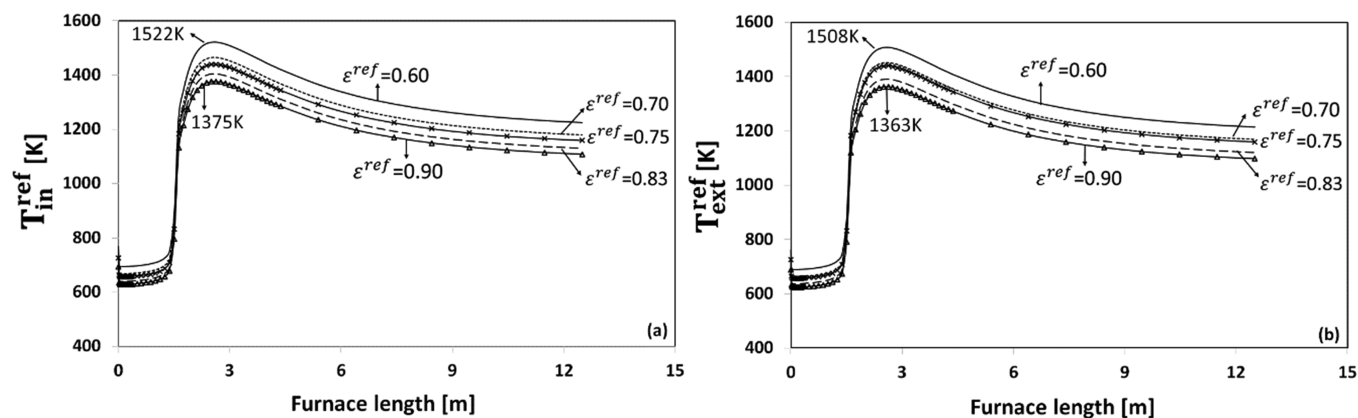 1600
1400
1200
1000
800
600
400
T_in^ref [K]
1522K
1375K
ε^ref=0.60
ε^ref=0.70
ε^ref=0.75
ε^ref=0.83
ε^ref=0.90
(a)
0 3 6 9 12 15
Furnace length [m]
1600
1400
1200
1000
800
600
400
T_ext^ref [K]
1508K
1363K
ε^ref=0.60
ε^ref=0.70
ε^ref=0.75
ε^ref=0.83
ε^ref=0.90
(b)
0 3 6 9 12 15
Furnace length [m]